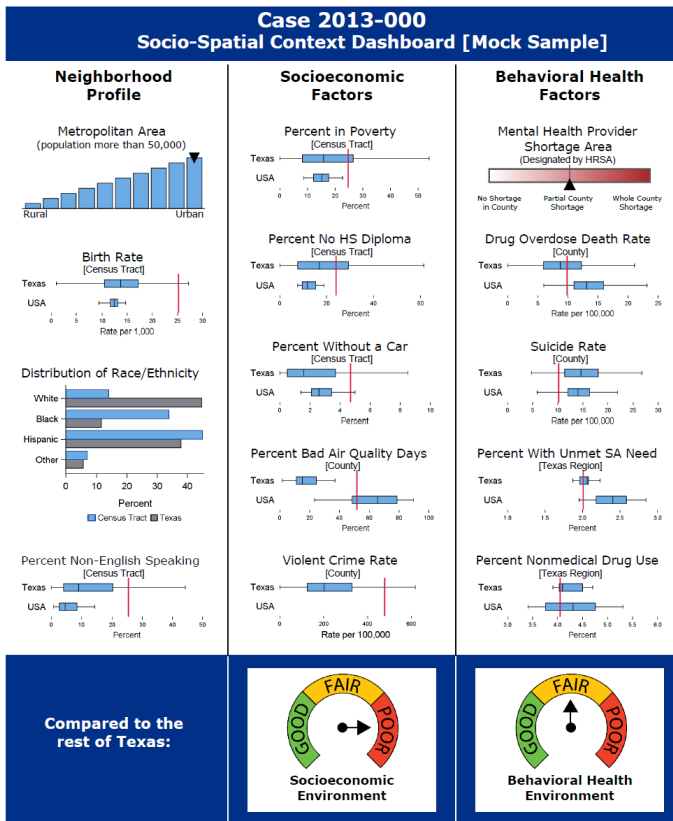 Case 2013-000
Socio-Spatial Context Dashboard [Mock Sample]
Neighborhood
Profile
Metropolitan Area
(population more than 50,000)
Rural
Urban
Birth Rate
[Census Tract]
Texas
USA
0 5 10 15 20 25 30
Rate per 1,000
Distribution of Race/Ethnicity
White
Black
Hispanic
Other
0 10 20 30 40
Percent
Census Tract
Texas
Percent Non-English Speaking
[Census Tract]
Texas
USA
0 10 20 30 40 50
Percent
Socioeconomic
Factors
Percent in Poverty
[Census Tract]
Texas
USA
0 10 20 30 40 50
Percent
Percent No HS Diploma
[Census Tract]
Texas
USA
0 20 40 60
Percent
Percent Without a Car
[Census Tract]
Texas
USA
0 2 4 6 8 10
Percent
Percent Bad Air Quality Days
[County]
Texas
USA
0 20 40 60 80 100
Percent
Violent Crime Rate
[County]
Texas
USA
0 200 400 600
Rate per 100,000
Behavioral Health
Factors
Mental Health Provider
Shortage Area
(Designated by HRSA)
No Shortage
in County
Partial County
Shortage
Whole County
Shortage
Drug Overdose Death Rate
[County]
Texas
USA
0 5 10 15 20 25
Rate per 100,000
Suicide Rate
[County]
Texas
USA
0 5 10 15 20 25 30
Rate per 100,000
Percent With Unmet SA Need
[Texas Region]
Texas
USA
1.0 1.5 2.0 2.5 3.0
Percent
Percent Nonmedical Drug Use
[Texas Region]
Texas
USA
3.0 3.5 4.0 4.5 5.0 5.5 6.0
Percent
Compared to the
rest of Texas:
GOOD
FAIR
POOR
Socioeconomic
Environment
GOOD
FAIR
POOR
Behavioral Health
Environment